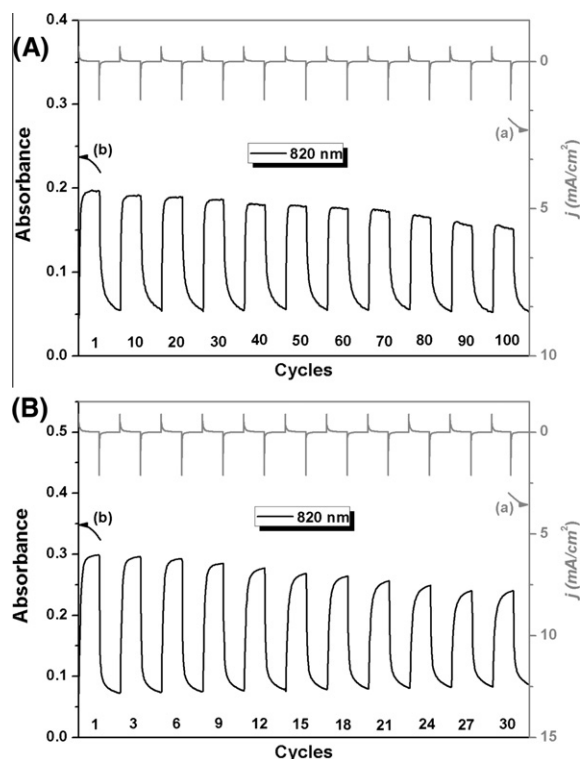 (A)
0.4
0.3
0.2
0.1
0.0
Absorbance
(b)
820 nm
(a)
0
5
10
j (mA/cm²)
1 10 20 30 40 50 60 70 80 90 100
Cycles
(B)
0.5
0.4
0.3
0.2
0.1
0.0
Absorbance
(b)
820 nm
(a)
0
5
10
15
j (mA/cm²)
1 3 6 9 12 15 18 21 24 27 30
Cycles